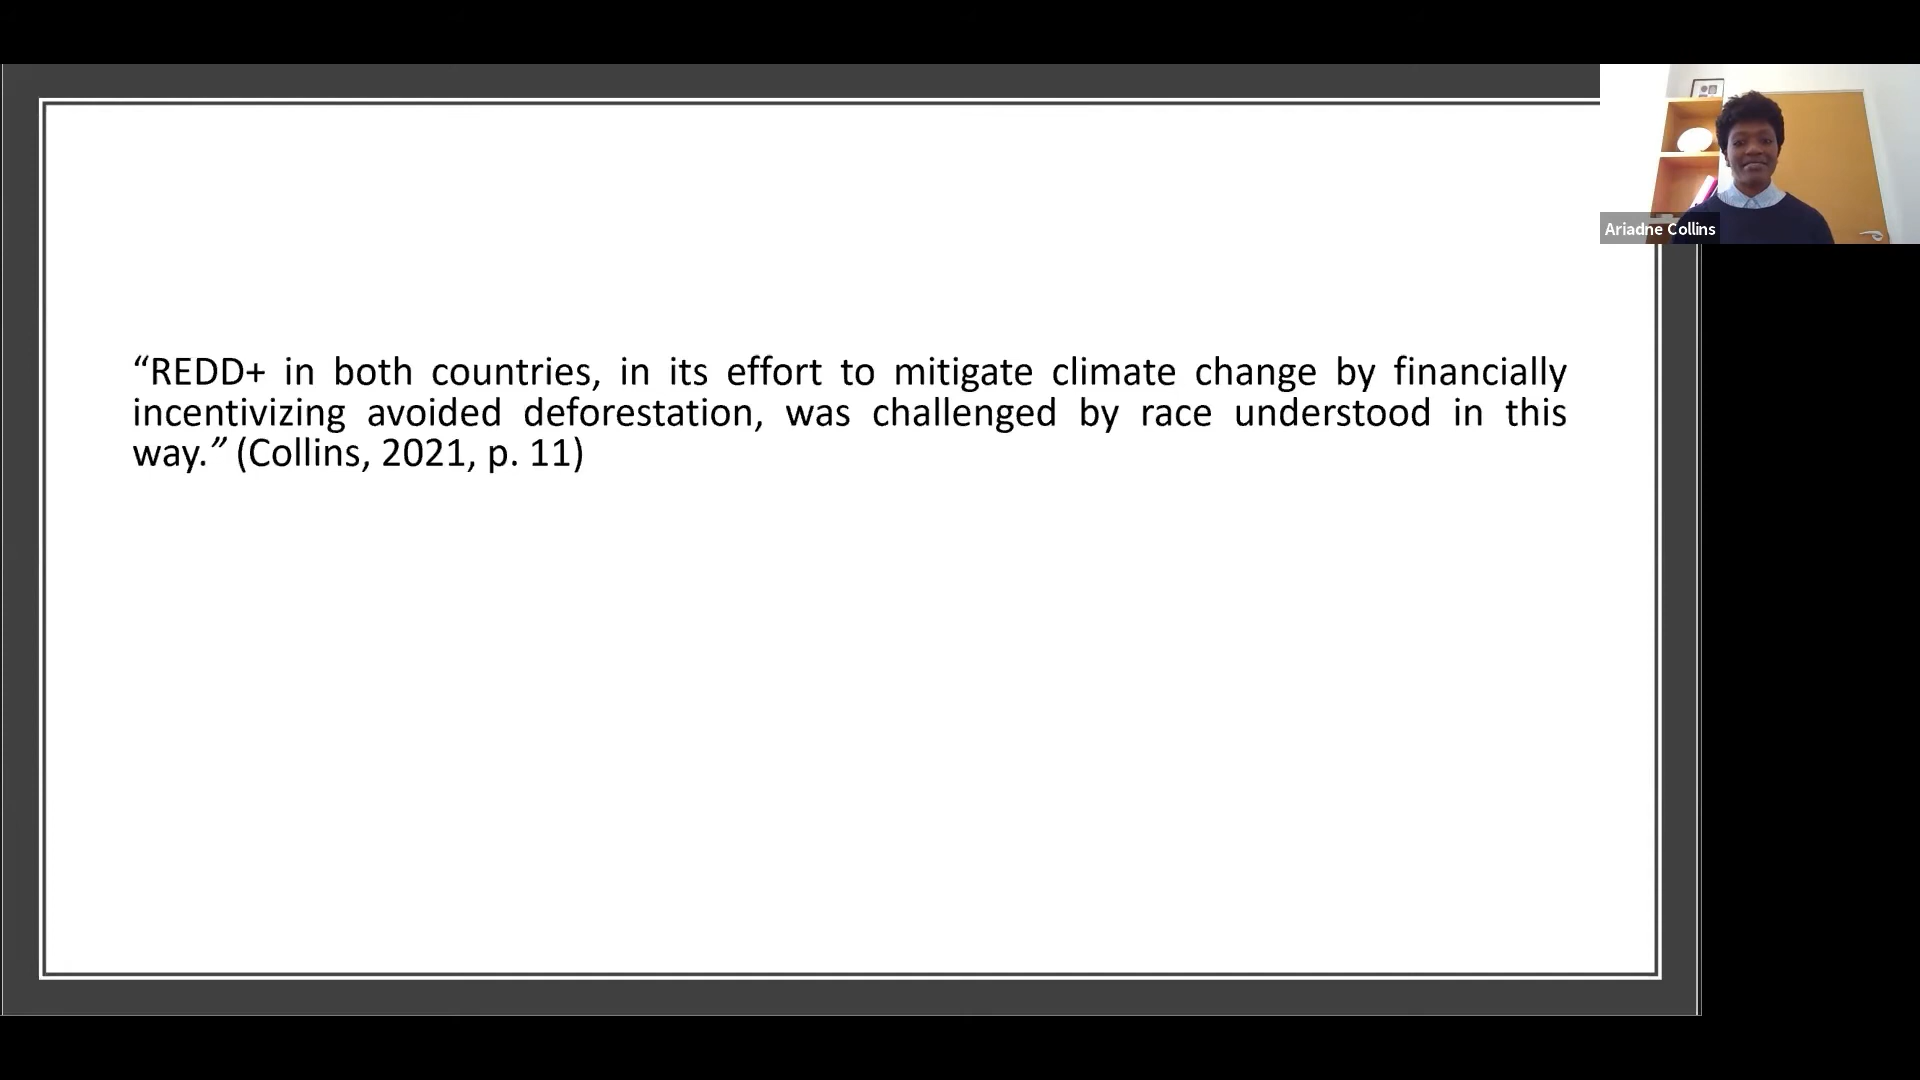 “REDD+ in both countries, in its effort to mitigate climate change by financially
incentivizing avoided deforestation, was challenged by race understood in this
way.” (Collins, 2021, p. 11)
Ariadne Collins